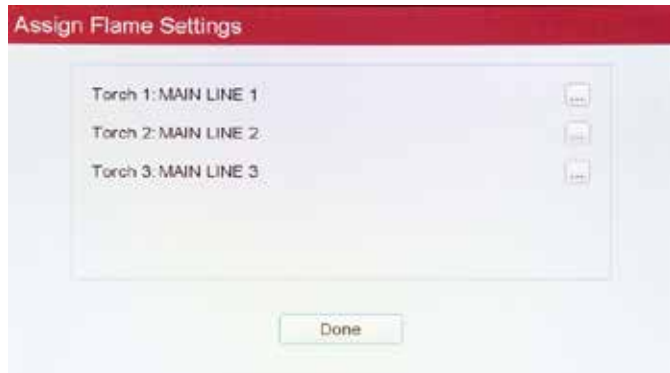 Assign Flame Settings
Torch 1: MAIN LINE 1 ...
Torch 2: MAIN LINE 2 ...
Torch 3: MAIN LINE 3 ...
Done